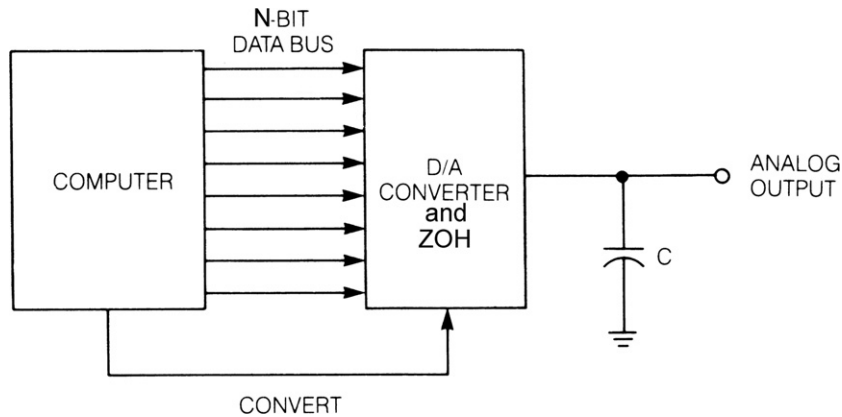 N-BIT
DATA BUS
COMPUTER
D/A
CONVERTER
and
ZOH
ANALOG
OUTPUT
C
CONVERT